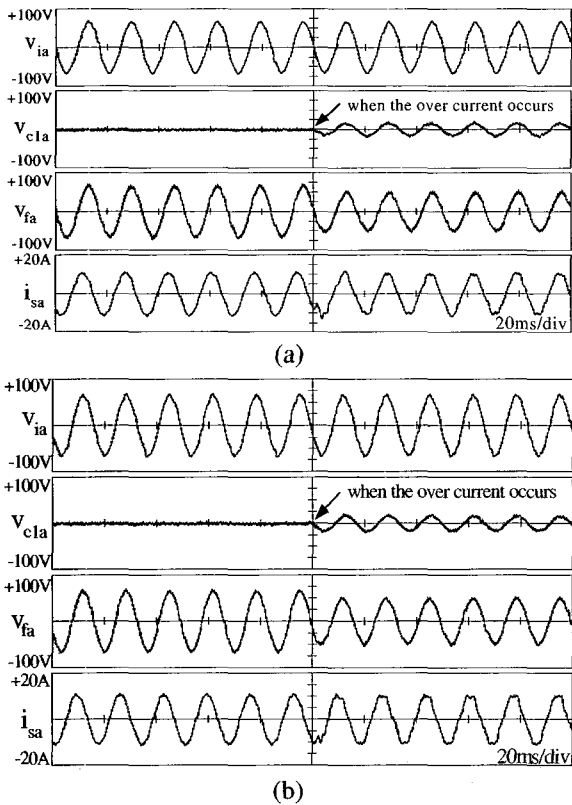 +100V
Via
-100V
+100V
when the over current occurs
Vc1a
-100V
+100V
Vfa
-100V
+20A
isa
-20A
20ms/div
(a)
+100V
Via
-100V
+100V
when the over current occurs
Vc1a
-100V
+100V
Vfa
-100V
+20A
isa
-20A
20ms/div
(b)